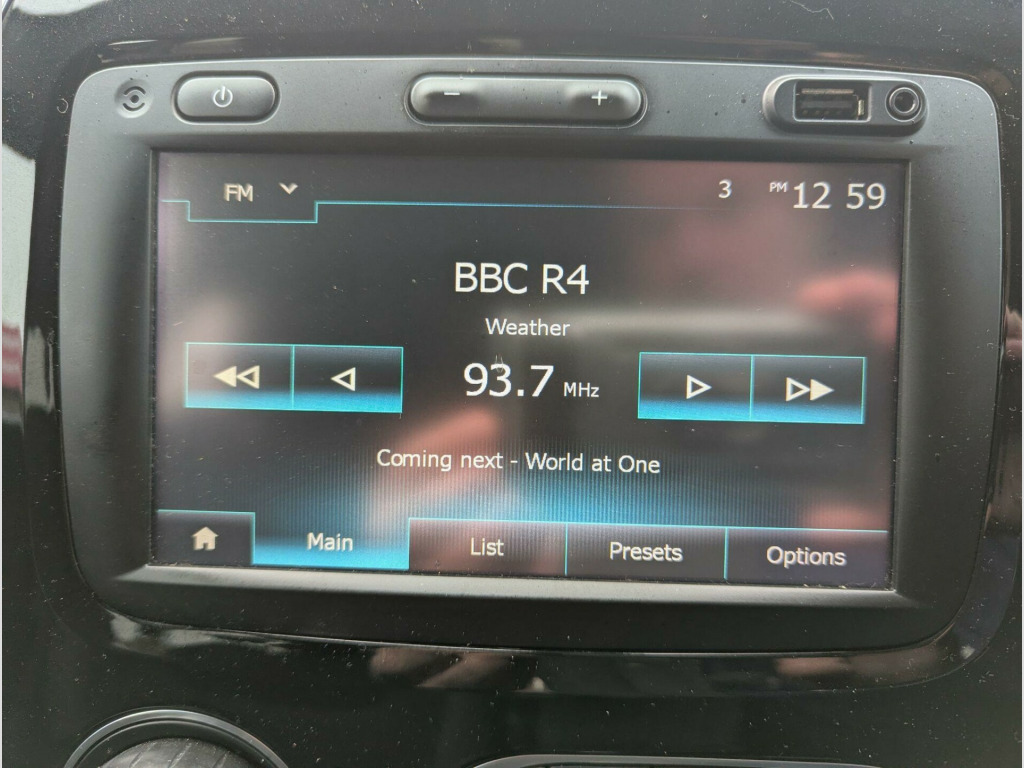 − +
FM 3 PM 12 59
BBC R4
Weather
93.7 MHz
Coming next - World at One
Main List Presets Options